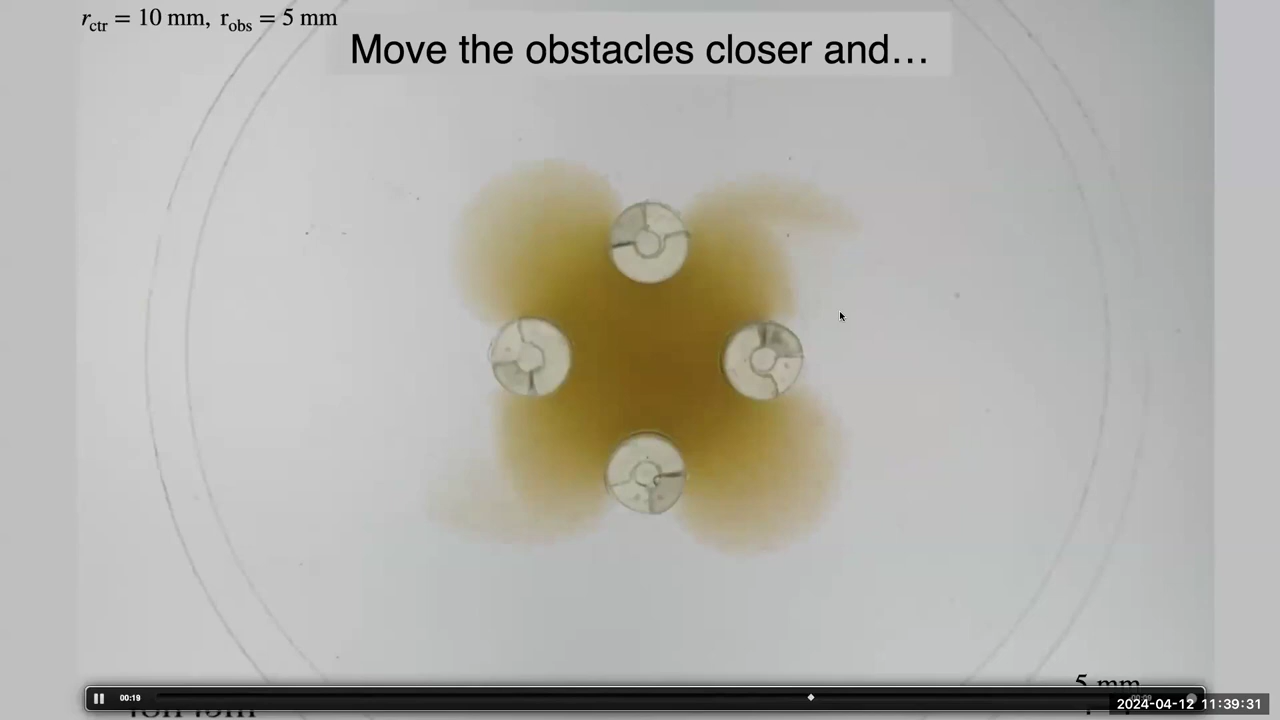 r_ctr = 10 mm, r_obs = 5 mm
Move the obstacles closer and…
5 mm
00:19
2024-04-12 11:39:31